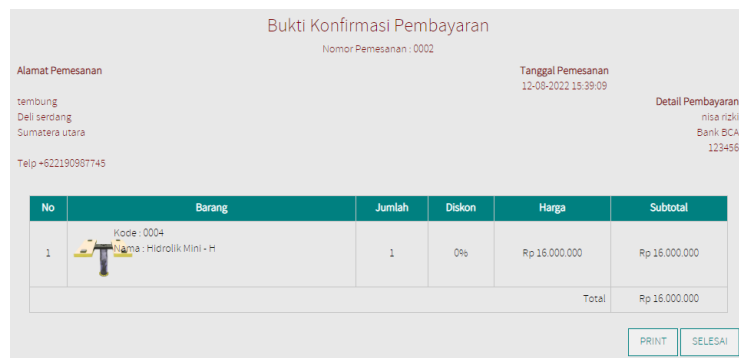 Bukti Konfirmasi Pembayaran
Nomor Pemesanan : 0002
Alamat Pemesanan
Tanggal Pemesanan
12-08-2022 15:39:09
tembung
Deli serdang
Sumatera utara
Telp +622190987745
Detail Pembayaran
nisa rizki
Bank BCA
123456
No Barang Jumlah Diskon Harga Subtotal
Kode : 0004
Nama : Hidrolik Mini - H
1 1 0% Rp 16.000.000 Rp 16.000.000
Total Rp 16.000.000
PRINT SELESAI